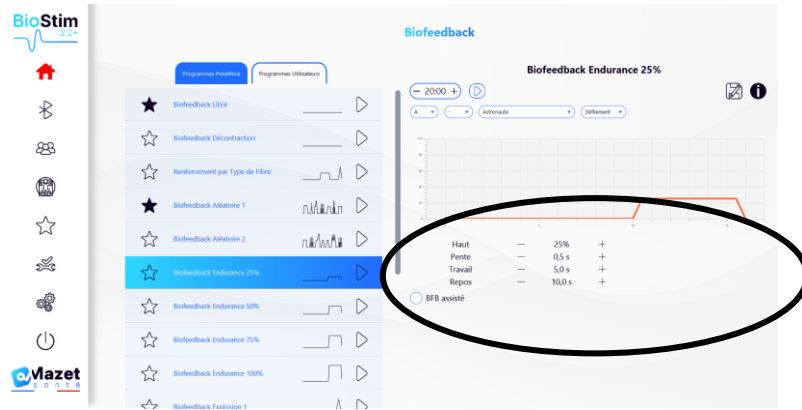 BioStim
2.2+
Biofeedback
Programmes Prédéfinis
Programmes Utilisateurs
Biofeedback Endurance 25%
Biofeedback Libre
Biofeedback Décontraction
Renforcement par Type de Fibre
Biofeedback Aléatoire 1
Biofeedback Aléatoire 2
Biofeedback Endurance 25%
Biofeedback Endurance 50%
Biofeedback Endurance 75%
Biofeedback Endurance 100%
Biofeedback Explosion 1
— 20:00 +
A
-
Astronaute
Défilement
Haut — 25% +
Pente — 0,5 s +
Travail — 5,0 s +
Repos — 10,0 s +
BFB assisté
@Mazet
santé